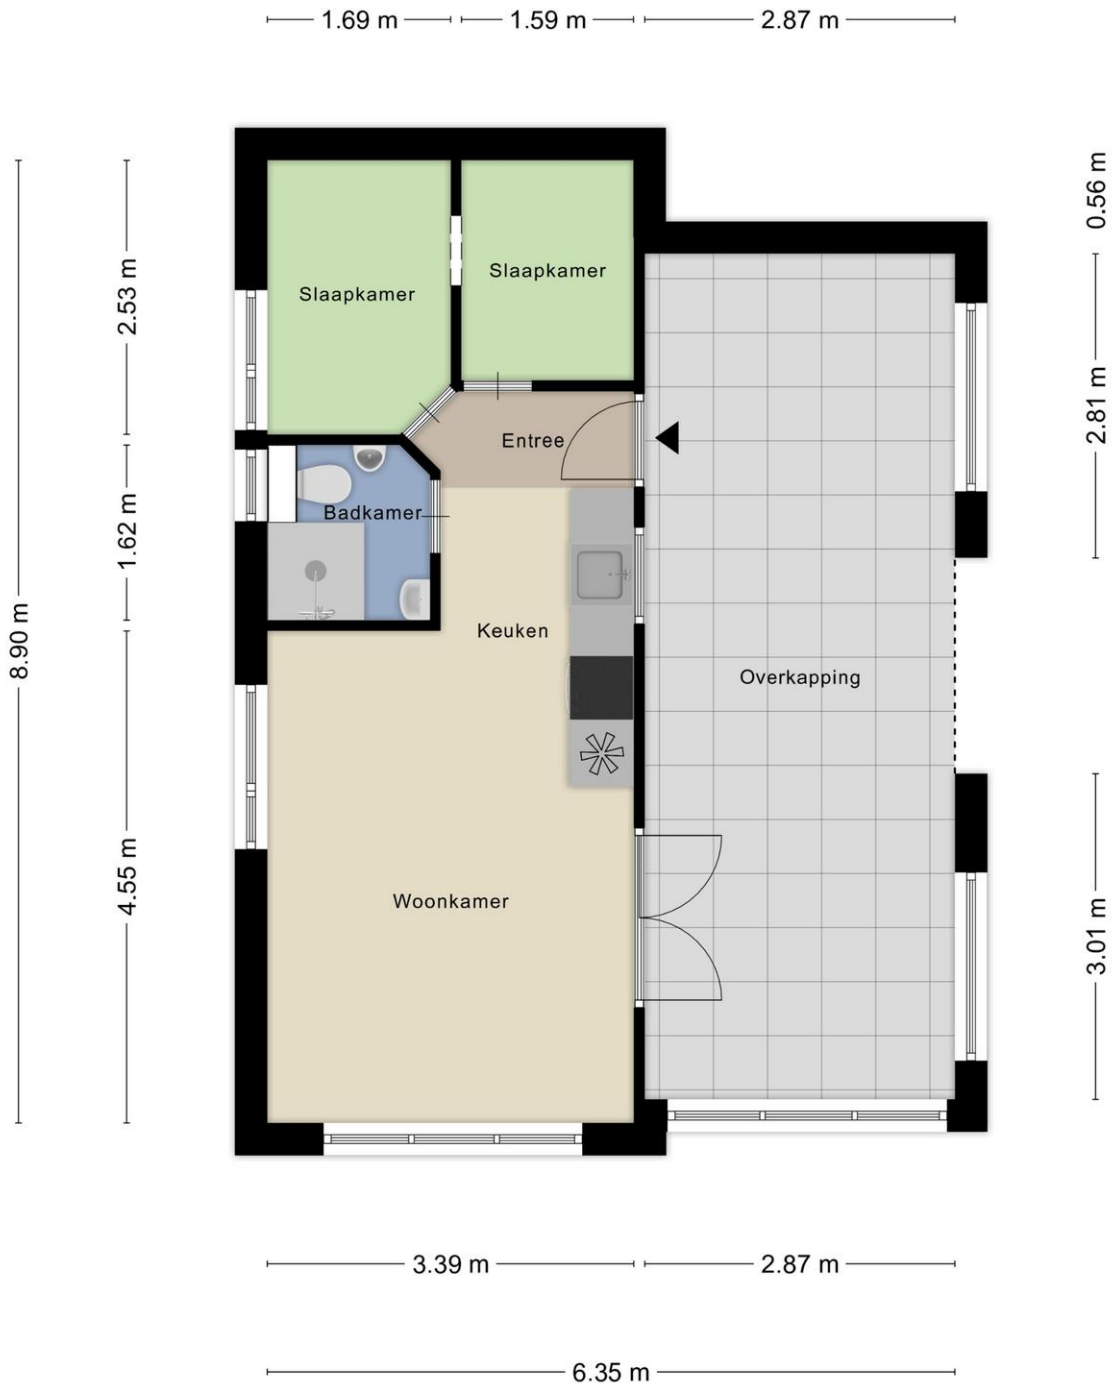 1.69 m
1.59 m
2.87 m
0.56 m
2.53 m
Slaapkamer
Slaapkamer
2.81 m
Entree
1.62 m
Badkamer
8.90 m
Keuken
Overkapping
4.55 m
Woonkamer
3.01 m
3.39 m
2.87 m
6.35 m